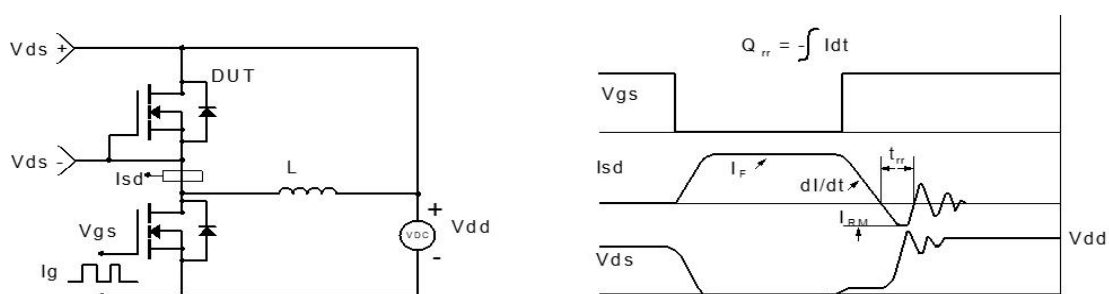 Vds +
DUT
Vds -
Isd
L
Vgs
+
VDC
Vdd
-
Ig
Q rr = -∫ Idt
Vgs
Isd
I F
dI/dt
t rr
I RM
Vdd
Vds